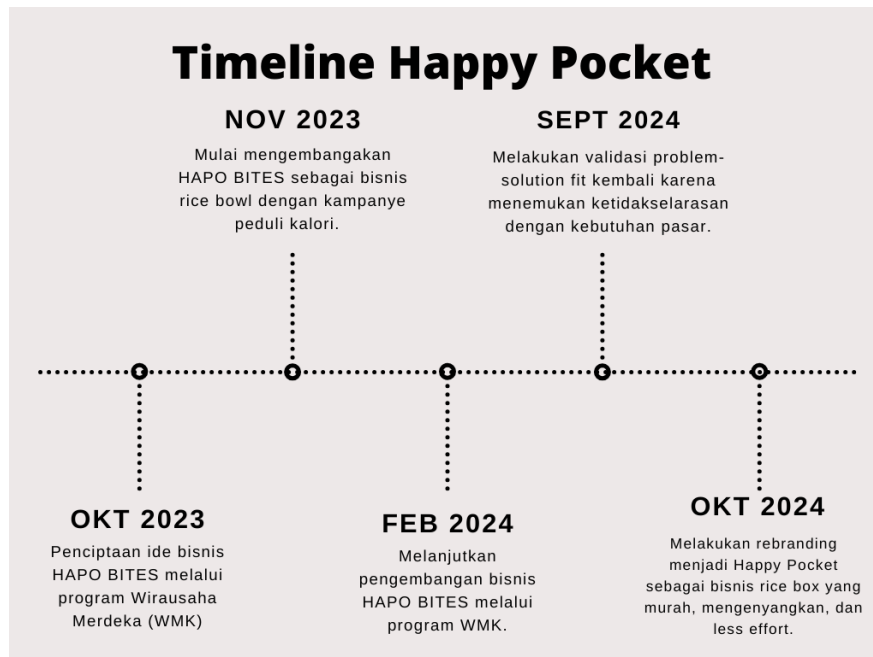 Timeline Happy Pocket
NOV 2023
Mulai mengembangakan
HAPO BITES sebagai bisnis
rice bowl dengan kampanye
peduli kalori.
SEPT 2024
Melakukan validasi problem-
solution fit kembali karena
menemukan ketidakselarasan
dengan kebutuhan pasar.
OKT 2023
Penciptaan ide bisnis
HAPO BITES melalui
program Wirausaha
Merdeka (WMK)
FEB 2024
Melanjutkan
pengembangan bisnis
HAPO BITES melalui
program WMK.
OKT 2024
Melakukan rebranding
menjadi Happy Pocket
sebagai bisnis rice box yang
murah, mengenyangkan, dan
less effort.